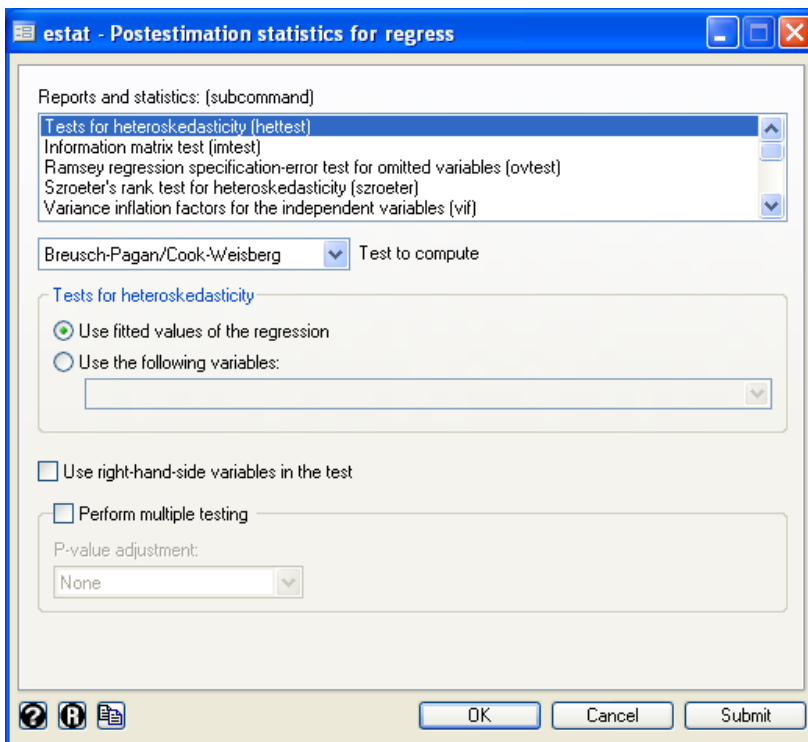 estat - Postestimation statistics for regress
Reports and statistics: (subcommand)
Tests for heteroskedasticity (hettest)
Information matrix test (imtest)
Ramsey regression specification-error test for omitted variables (ovtest)
Szroeter's rank test for heteroskedasticity (szroeter)
Variance inflation factors for the independent variables (vif)
Breusch-Pagan/Cook-Weisberg Test to compute
Tests for heteroskedasticity
Use fitted values of the regression
Use the following variables:
Use right-hand-side variables in the test
Perform multiple testing
P-value adjustment:
None
? R OK Cancel Submit